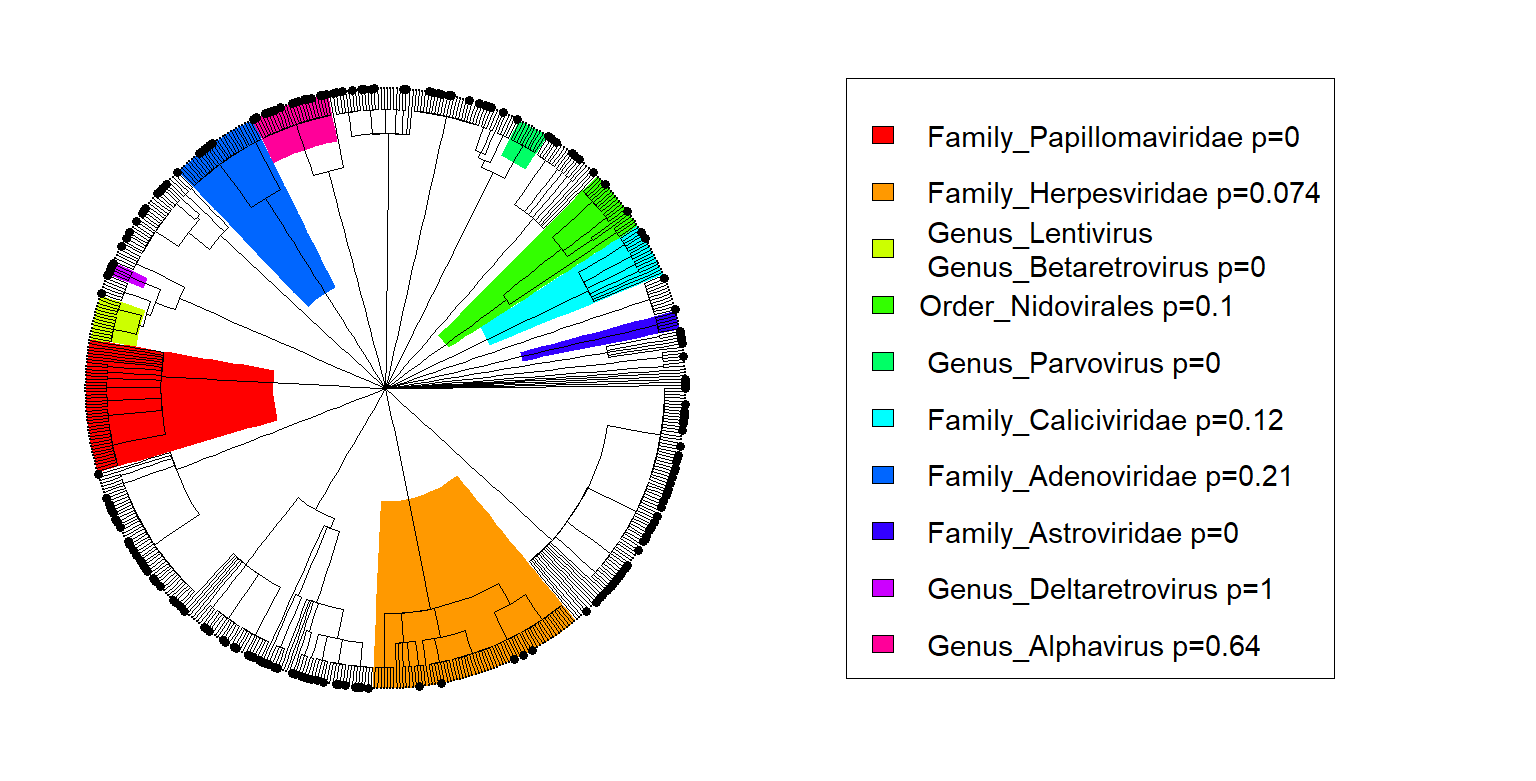 Family_Papillomaviridae p=0
Family_Herpesviridae p=0.074
Genus_Lentivirus
Genus_Betaretrovirus p=0
Order_Nidovirales p=0.1
Genus_Parvovirus p=0
Family_Caliciviridae p=0.12
Family_Adenoviridae p=0.21
Family_Astroviridae p=0
Genus_Deltaretrovirus p=1
Genus_Alphavirus p=0.64